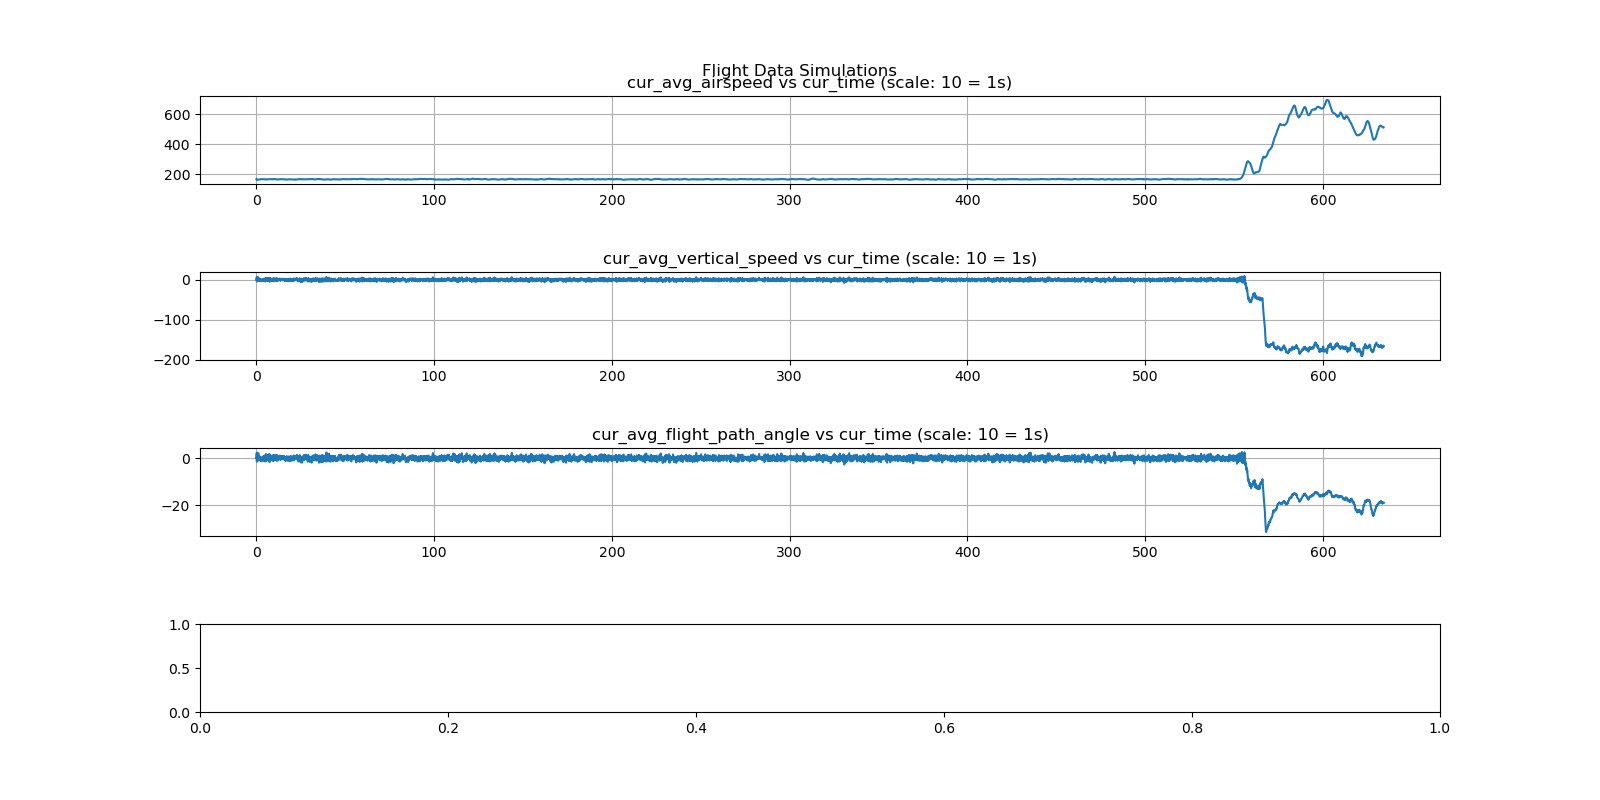 Flight Data Simulations
cur_avg_airspeed vs cur_time (scale: 10 = 1s)
600
400
200
0 100 200 300 400 500 600
cur_avg_vertical_speed vs cur_time (scale: 10 = 1s)
0
−100
−200
0 100 200 300 400 500 600
cur_avg_flight_path_angle vs cur_time (scale: 10 = 1s)
0
−20
0 100 200 300 400 500 600
1.0
0.5
0.0
0.0 0.2 0.4 0.6 0.8 1.0